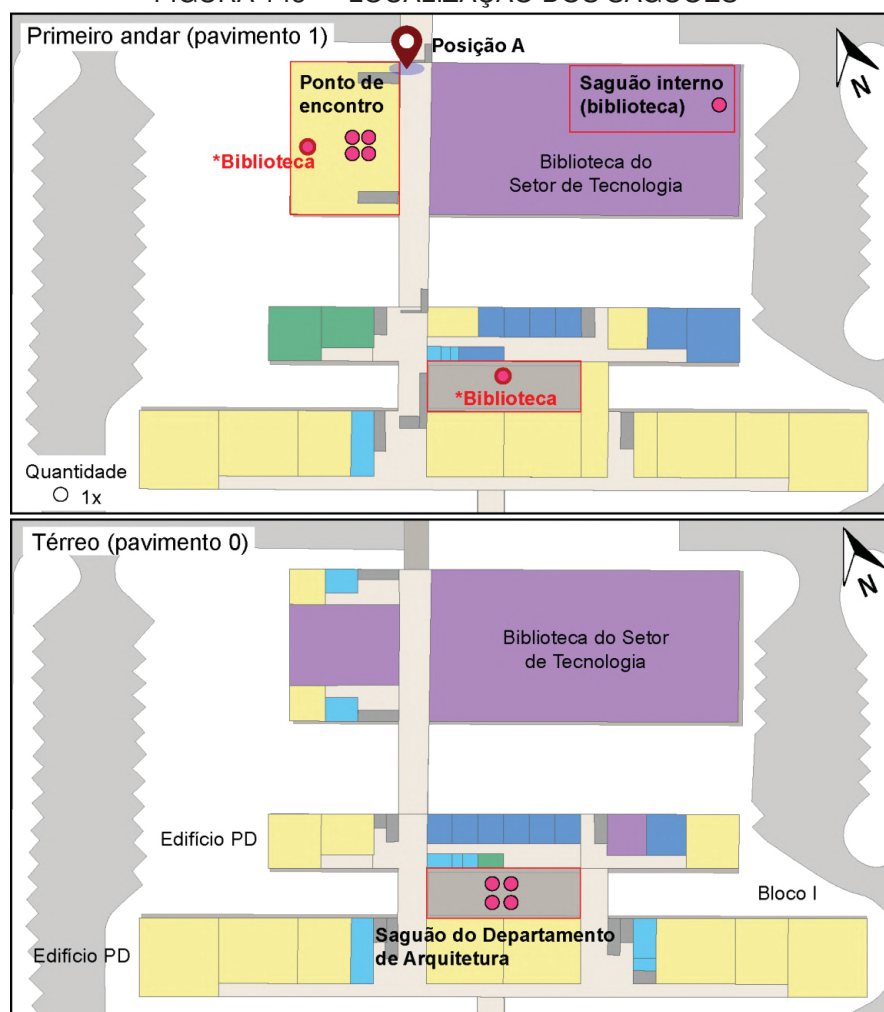 Primeiro andar (pavimento 1)
Posição A
N
Ponto de
encontro
*Biblioteca
Saguão interno
(biblioteca)
Biblioteca do
Setor de Tecnologia
*Biblioteca
Quantidade
1x
Térreo (pavimento 0)
N
Biblioteca do Setor
de Tecnologia
Edifício PD
Bloco I
Saguão do Departamento
de Arquitetura
Edifício PD